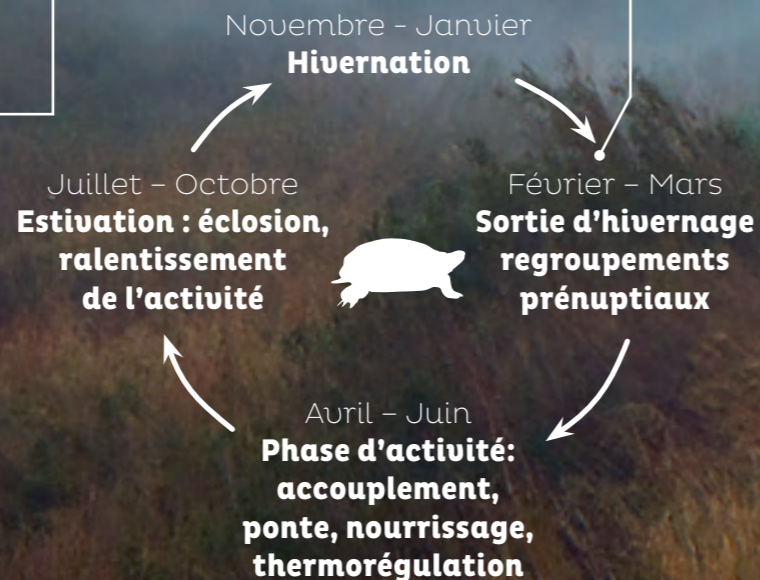 Novembre - Janvier
Hivernation
Février – Mars
Sortie d'hivernage
regroupements
prénuptiaux
Avril – Juin
Phase d'activité:
accouplement,
ponte, nourrissage,
thermorégulation
Juillet – Octobre
Estivation : éclosion,
ralentissement
de l'activité